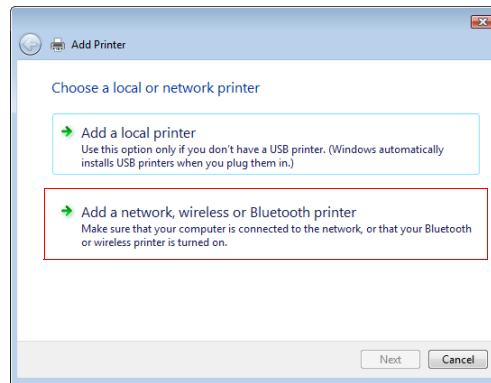 Add Printer
Choose a local or network printer
Add a local printer
Use this option only if you don't have a USB printer. (Windows automatically
installs USB printers when you plug them in.)
Add a network, wireless or Bluetooth printer
Make sure that your computer is connected to the network, or that your Bluetooth
or wireless printer is turned on.
Next
Cancel